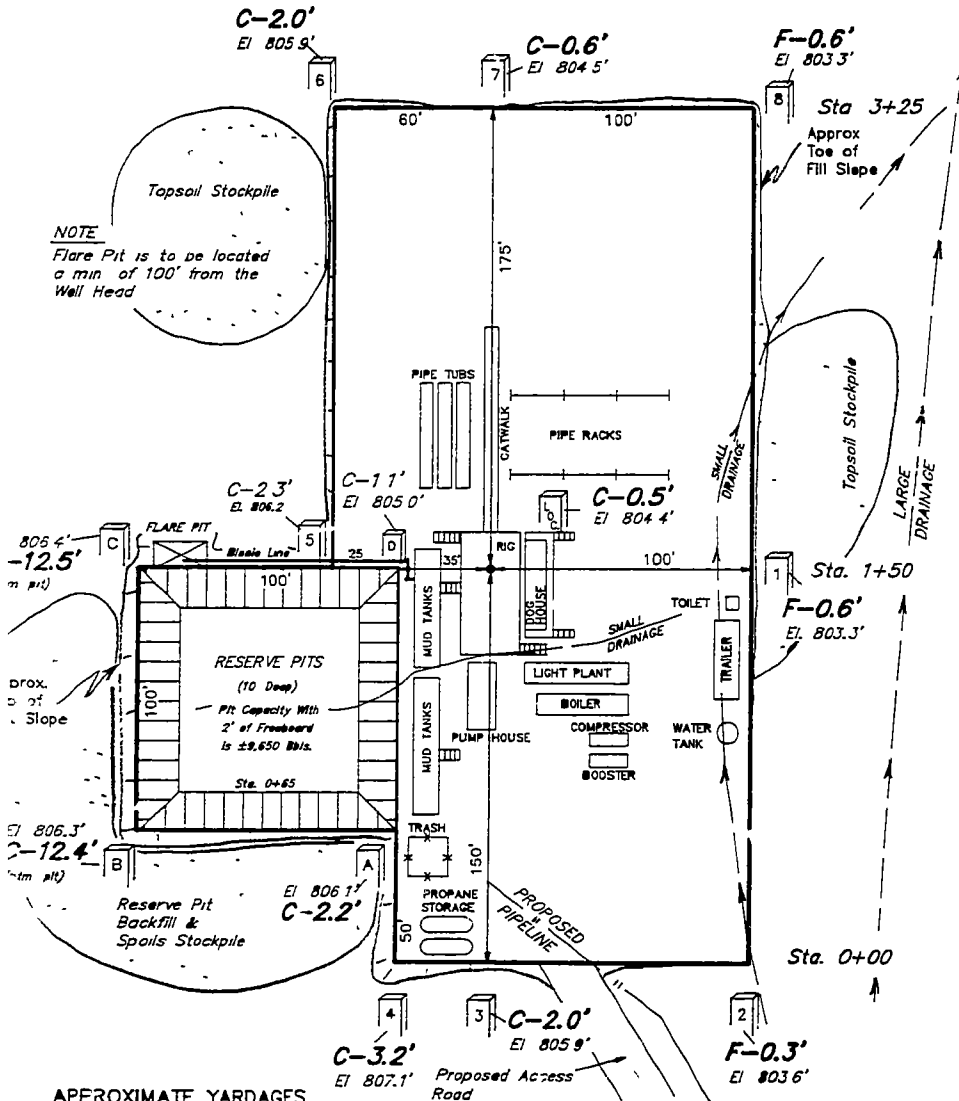 C-2.0'
El 805 9'
6
C-0.6'
El 804 5'
7
F-0.6'
El 803 3'
8
Sta 3+25
60'
100'
Approx
Toe of
Fill Slope
Topsoil Stockpile
NOTE
Flare Pit is to be located
a min of 100' from the
Well Head
175'
PIPE TUBS
CATWALK
PIPE RACKS
SMALL
DRAINAGE
Topsoil Stockpile
LARGE
DRAINAGE
C-2 3'
El. 806.2
C-1 1'
El 805 0'
C-0.5'
El 804 4'
806 4'
C
-12.5'
FLARE PIT
Blooie Line
5
25
D
RIG
35'
100'
100'
1
Sta. 1+50
F-0.6'
El. 803.3'
MUD TANKS
DOG
HOUSE
TOILET
SMALL
DRAINAGE
TRAILER
RESERVE PITS
(10 Deep)
Pit Capacity With
2' of Freeboard
is ±9,650 Bbls.
Sta. 0+65
100'
prox.
Slope
LIGHT PLANT
BOILER
PUMP HOUSE
COMPRESSOR
BOOSTER
WATER
TANK
MUD TANKS
El 806.3'
C-12.4'
B
TRASH
A
El 806 1'
C-2.2'
PROPANE
STORAGE
150'
50'
PROPOSED
PIPELINE
Reserve Pit
Backfill &
Spoils Stockpile
Sta. 0+00
4
C-3.2'
El 807.1'
3
C-2.0'
El 805 9'
2
F-0.3'
El 803 6'
Proposed Access
Road
APPROXIMATE YARDAGES